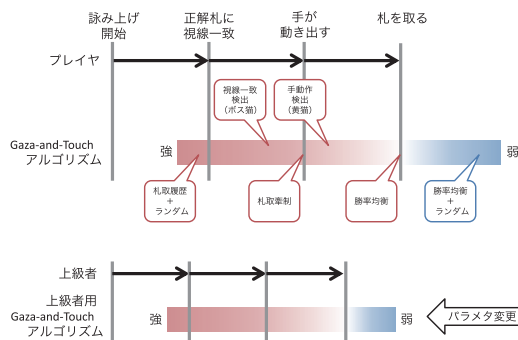 詠み上げ
開始
正解札に
視線一致
手が
動き出す
札を取る
プレイヤ
視線一致
検出
(ボス猫)
手動作
検出
(黄猫)
Gaza-and-Touch
アルゴリズム
強
弱
札取履歴
+
ランダム
札取牽制
勝率均衡
勝率均衡
+
ランダム
上級者
上級者用
Gaza-and-Touch
アルゴリズム
強
弱
パラメタ変更